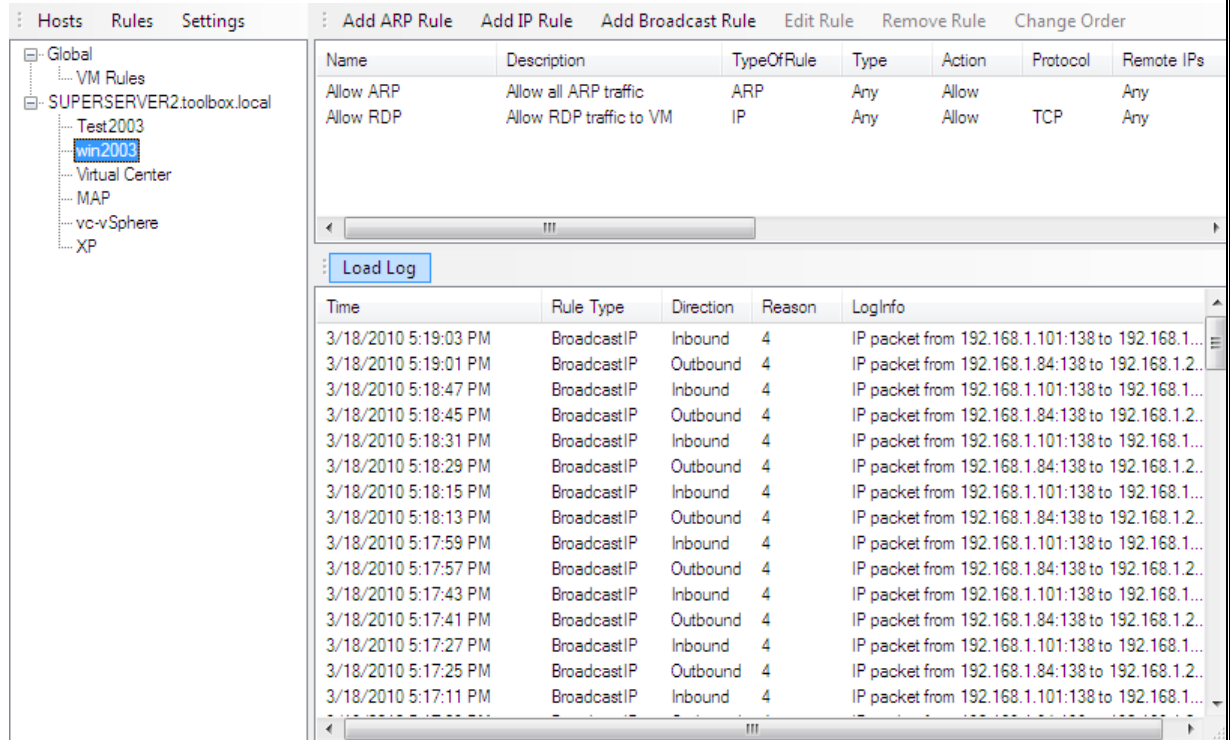 Hosts Rules Settings
Add ARP Rule Add IP Rule Add Broadcast Rule Edit Rule Remove Rule Change Order
Global
VM Rules
SUPERSERVER2.toolbox.local
Test2003
win2003
Virtual Center
MAP
vc-vSphere
XP
Name Description TypeOfRule Type Action Protocol Remote IPs
Allow ARP Allow all ARP traffic ARP Any Allow Any
Allow RDP Allow RDP traffic to VM IP Any Allow TCP Any
Load Log
Time Rule Type Direction Reason LogInfo
3/18/2010 5:19:03 PM BroadcastIP Inbound 4 IP packet from 192.168.1.101:138 to 192.168.1...
3/18/2010 5:19:01 PM BroadcastIP Outbound 4 IP packet from 192.168.1.84:138 to 192.168.1.2..
3/18/2010 5:18:47 PM BroadcastIP Inbound 4 IP packet from 192.168.1.101:138 to 192.168.1...
3/18/2010 5:18:45 PM BroadcastIP Outbound 4 IP packet from 192.168.1.84:138 to 192.168.1.2..
3/18/2010 5:18:31 PM BroadcastIP Inbound 4 IP packet from 192.168.1.101:138 to 192.168.1...
3/18/2010 5:18:29 PM BroadcastIP Outbound 4 IP packet from 192.168.1.84:138 to 192.168.1.2..
3/18/2010 5:18:15 PM BroadcastIP Inbound 4 IP packet from 192.168.1.101:138 to 192.168.1...
3/18/2010 5:18:13 PM BroadcastIP Outbound 4 IP packet from 192.168.1.84:138 to 192.168.1.2..
3/18/2010 5:17:59 PM BroadcastIP Inbound 4 IP packet from 192.168.1.101:138 to 192.168.1...
3/18/2010 5:17:57 PM BroadcastIP Outbound 4 IP packet from 192.168.1.84:138 to 192.168.1.2..
3/18/2010 5:17:43 PM BroadcastIP Inbound 4 IP packet from 192.168.1.101:138 to 192.168.1...
3/18/2010 5:17:41 PM BroadcastIP Outbound 4 IP packet from 192.168.1.84:138 to 192.168.1.2..
3/18/2010 5:17:27 PM BroadcastIP Inbound 4 IP packet from 192.168.1.101:138 to 192.168.1...
3/18/2010 5:17:25 PM BroadcastIP Outbound 4 IP packet from 192.168.1.84:138 to 192.168.1.2..
3/18/2010 5:17:11 PM BroadcastIP Inbound 4 IP packet from 192.168.1.101:138 to 192.168.1...